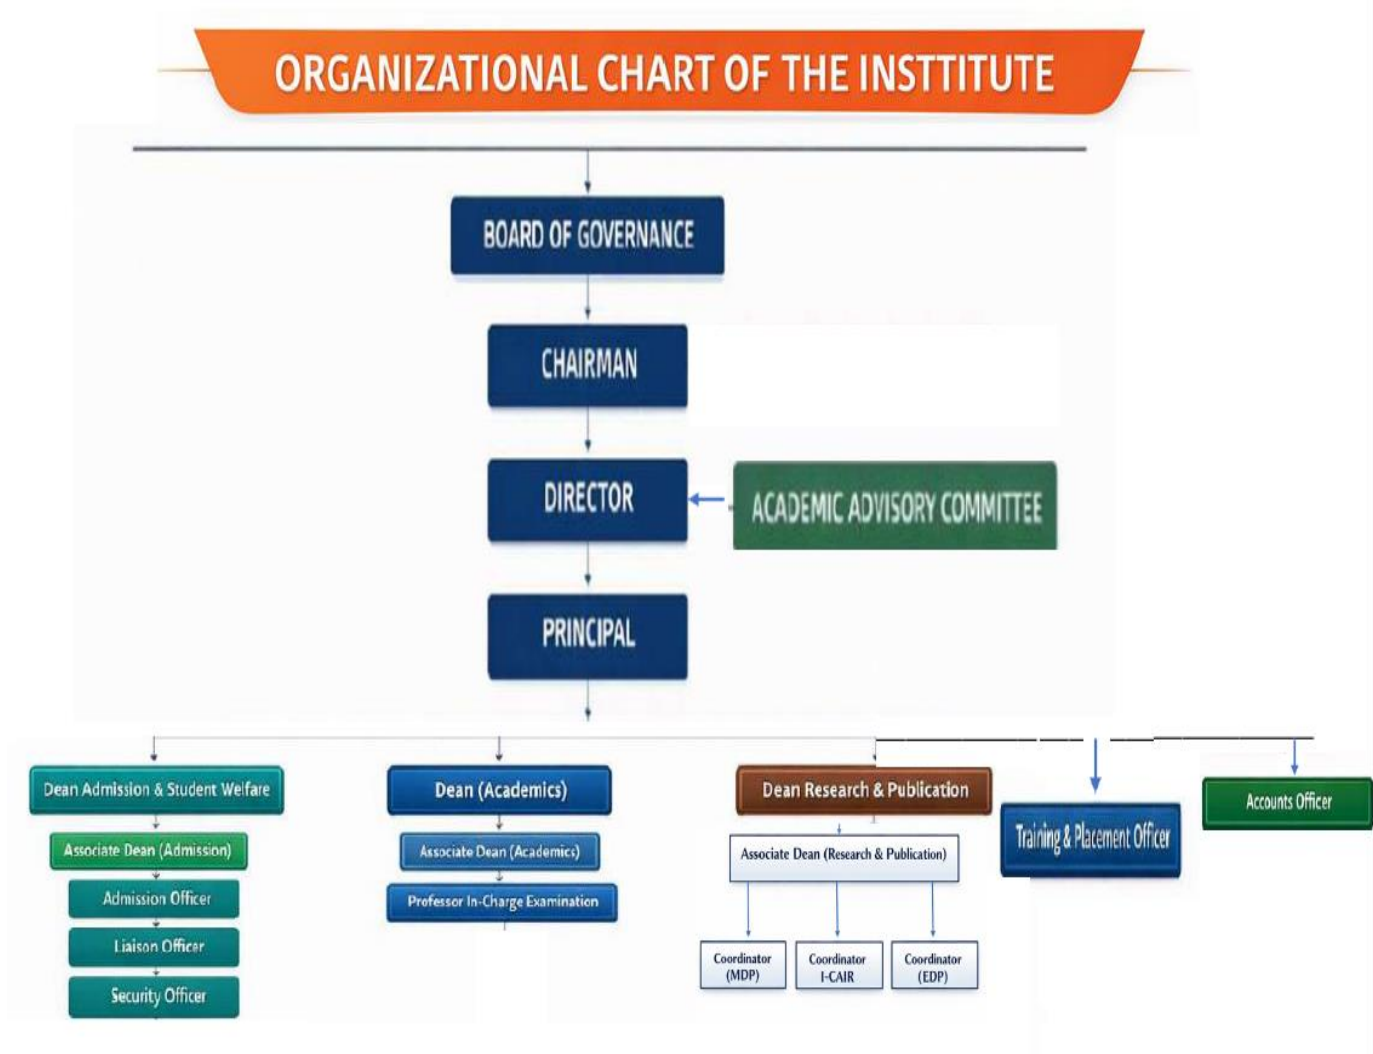 ORGANIZATIONAL CHART OF THE INSTTITUTE
BOARD OF GOVERNANCE
CHAIRMAN
DIRECTOR
ACADEMIC ADVISORY COMMITTEE
PRINCIPAL
Dean Admission & Student Welfare
Associate Dean (Admission)
Admission Officer
Liaison Officer
Security Officer
Dean (Academics)
Associate Dean (Academics)
Professor In-Charge Examination
Dean Research & Publication
Associate Dean (Research & Publication)
Coordinator
(MDP)
Coordinator
I-CAIR
Coordinator
(EDP)
Training & Placement Officer
Accounts Officer